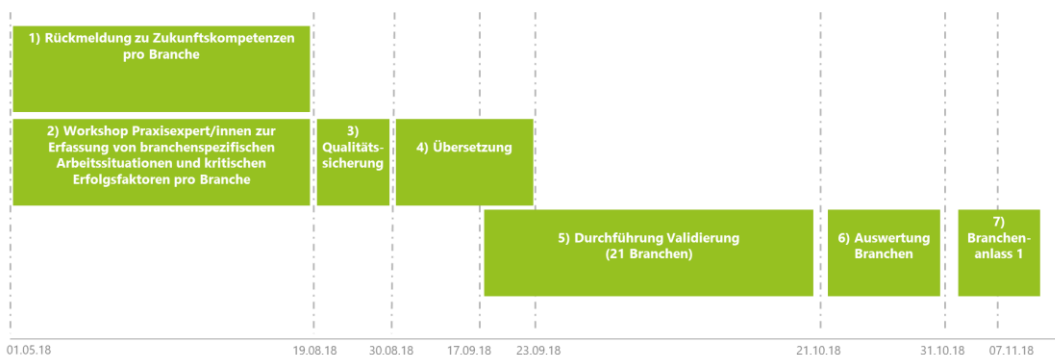 1) Rückmeldung zu Zukunftskompetenzen
pro Branche
2) Workshop Praxisexpert/innen zur
Erfassung von branchenspezifischen
Arbeitssituationen und kritischen
Erfolgsfaktoren pro Branche
3)
Qualitäts-
sicherung
4) Übersetzung
5) Durchführung Validierung
(21 Branchen)
6) Auswertung
Branchen
7)
Branchen-
anlass 1
01.05.18 19.08.18 30.08.18 17.09.18 23.09.18 21.10.18 31.10.18 07.11.18